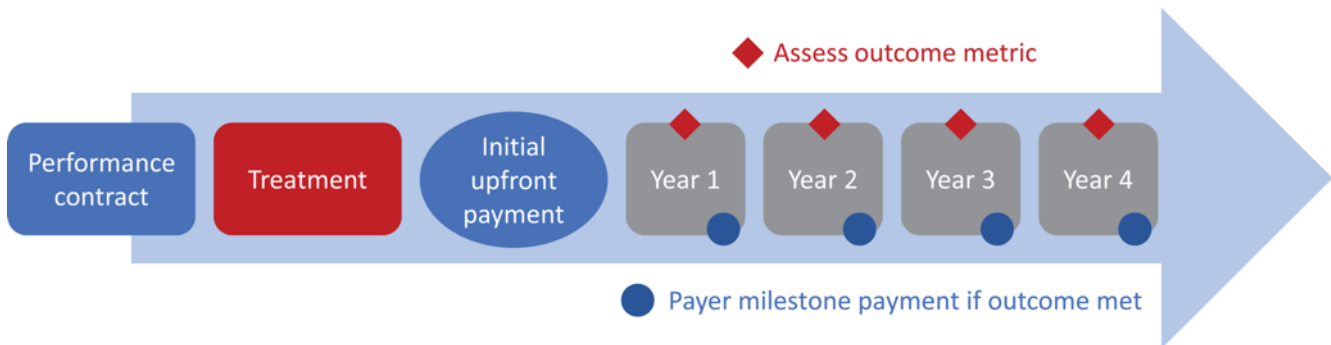 Assess outcome metric
Performance
contract
Treatment
Initial
upfront
payment
Year 1
Year 2
Year 3
Year 4
Payer milestone payment if outcome met